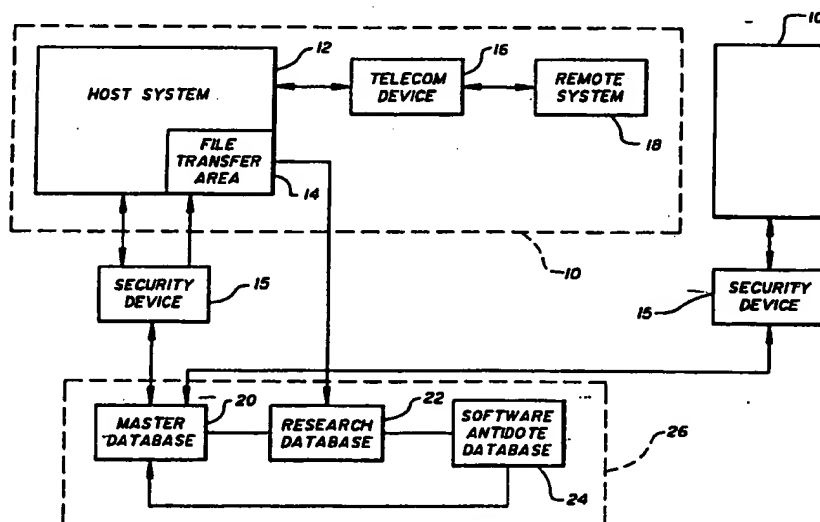 12
HOST SYSTEM
FILE
TRANSFER
AREA
14
16
TELECOM
DEVICE
REMOTE
SYSTEM
18
10
10
SECURITY
DEVICE
15
SECURITY
DEVICE
15
MASTER
DATABASE
20
RESEARCH
DATABASE
22
SOFTWARE
ANTIDOTE
DATABASE
24
26